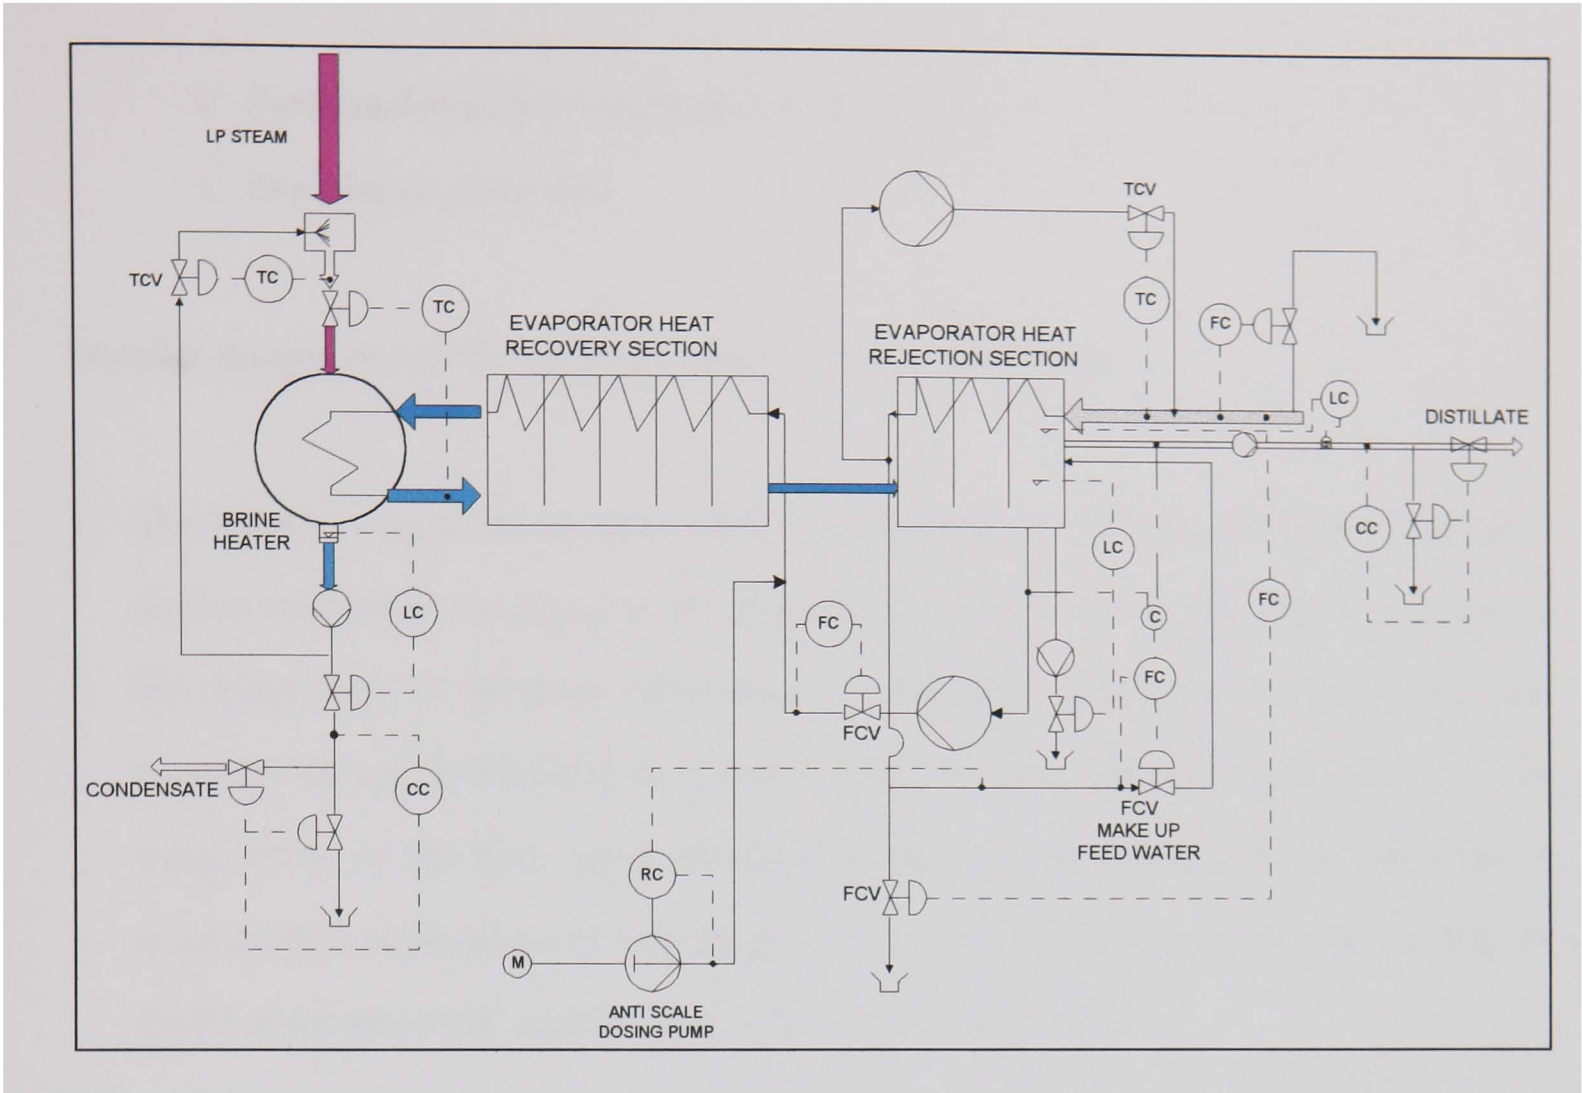 LP STEAM
TCV
TCV
TC
TC
TC
FC
EVAPORATOR HEAT
RECOVERY SECTION
EVAPORATOR HEAT
REJECTION SECTION
LC
DISTILLATE
BRINE
HEATER
CC
LC
LC
FC
FC
C
FC
FCV
CONDENSATE
CC
FCV
MAKE UP
FEED WATER
RC
FCV
M
ANTI SCALE
DOSING PUMP